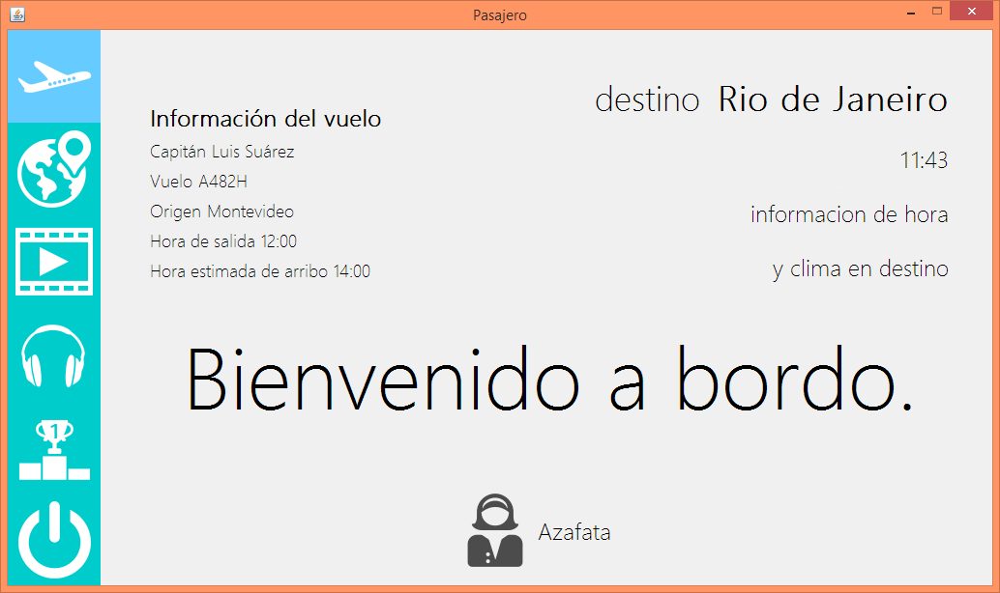 Pasajero
destino Rio de Janeiro
Información del vuelo
Capitán Luis Suárez
Vuelo A482H
Origen Montevideo
Hora de salida 12:00
Hora estimada de arribo 14:00
11:43
informacion de hora
y clima en destino
Bienvenido a bordo.
1
Azafata